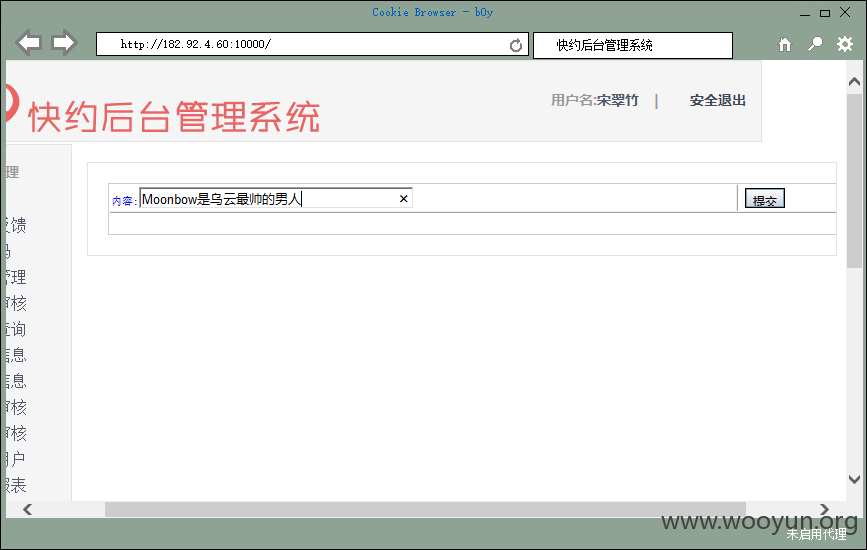 Cookie Browser - b0y
http://182.92.4.60:10000/
快约后台管理系统
快约后台管理系统
用户名:宋翠竹 | 安全退出
理
反馈
码
管理
审核
查询
信息
信息
审核
审核
用户
报表
内容: Moonbow是乌云最帅的男人 × 提交
www.wooyun.org
未启用代理